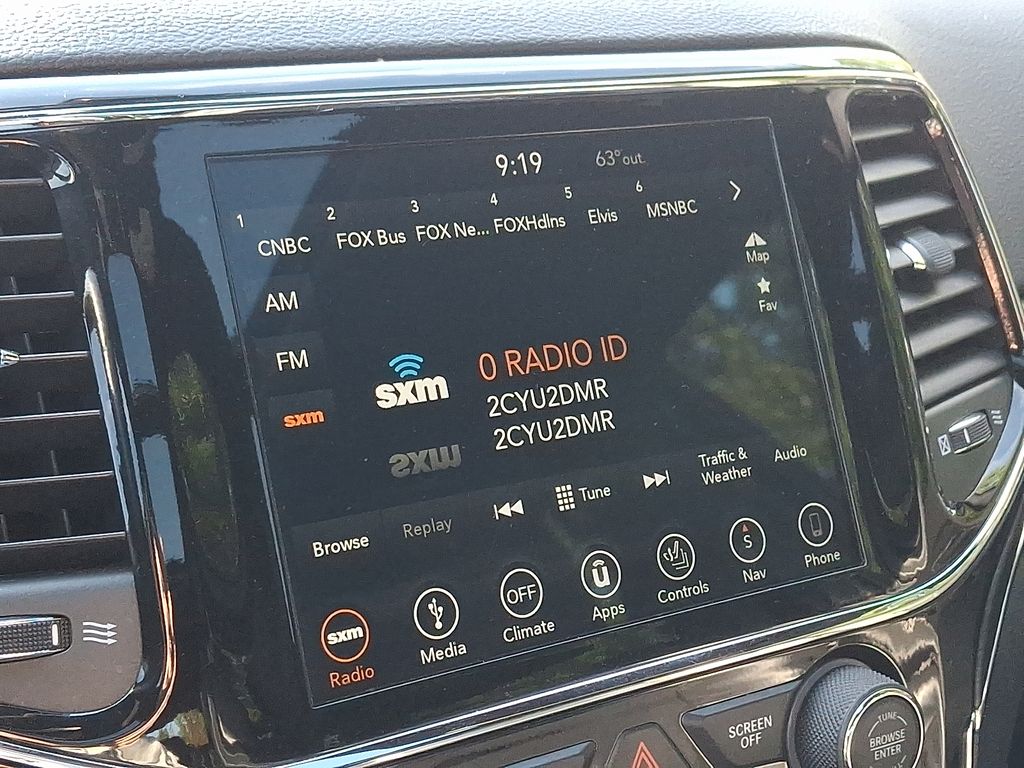 9:19 63° out
1 2 3 4 5 6
CNBC FOX Bus FOX Ne... FOXHdlns Elvis MSNBC
Map
AM
Fav
FM
sxm
sxm
0 RADIO ID
2CYU2DMR
2CYU2DMR
sxm
Browse Replay Tune Traffic & Weather Audio
sxm OFF û S
Radio Media Climate Apps Controls Nav Phone
SCREEN
OFF
TUNE
BROWSE
ENTER